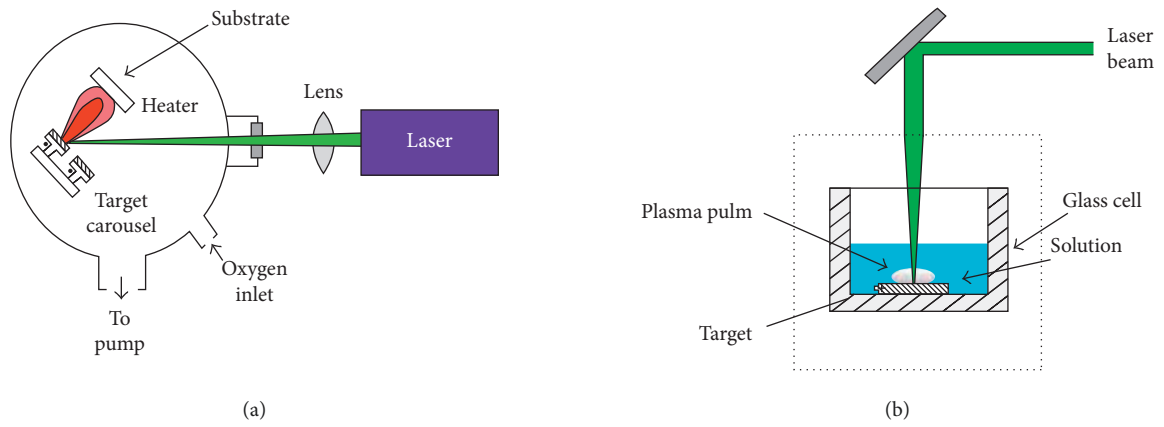 Substrate
Heater
Lens
Laser
Target
carousel
Oxygen
inlet
To
pump
(a)
Laser
beam
Plasma pulm
Glass cell
Solution
Target
(b)